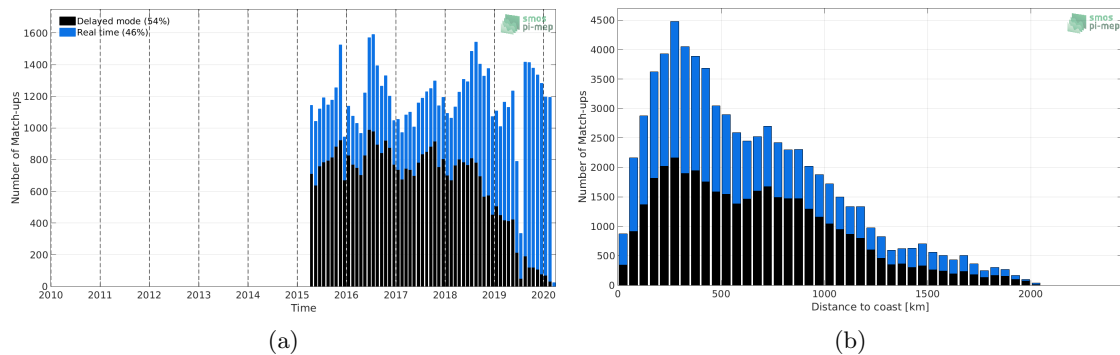 Delayed mode (54%)
Real time (46%)
smos
pi-mep
Number of Match-ups
1600
1400
1200
1000
800
600
400
200
0
2010 2011 2012 2013 2014 2015 2016 2017 2018 2019 2020
Time
(a)
smos
pi-mep
Number of Match-ups
4500
4000
3500
3000
2500
2000
1500
1000
500
0
0 500 1000 1500 2000
Distance to coast [km]
(b)